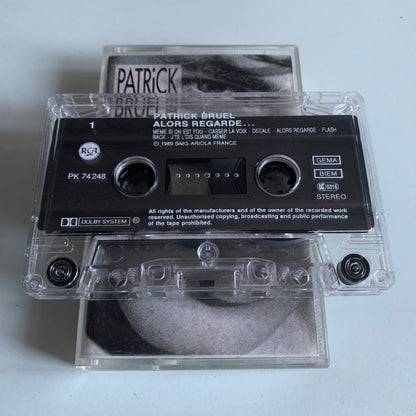 PATRiCK
BRUEL
PATRICK BRUEL
1
ALORS REGARDE...
MEME SI ON EST FOU - CASSER LA VOIX - DECALE - ALORS REGARDE - FLASH
BACK - J'TE L'DIS QUAND MEME
℗ 1989 BMG ARIOLA FRANCE
RCA
PK 74248
GEMA
BIEM
0316
STEREO
DOLBY SYSTEM ®
All rights of the manufacturers and of the owner of the recorded work
reserved. Unauthorised copying, broadcasting and public performance
of the tape prohibited.